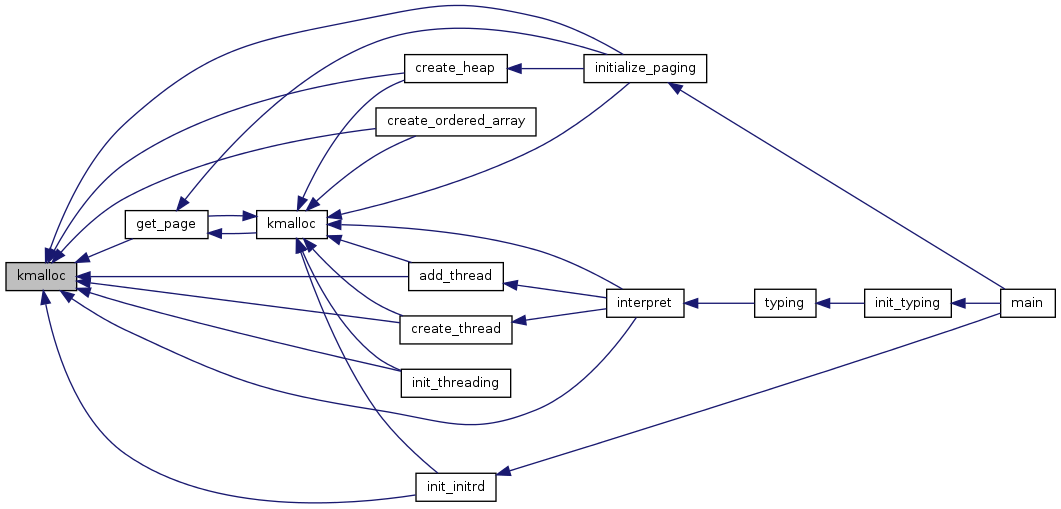 create_heap
initialize_paging
create_ordered_array
get_page
kmalloc
kmalloc
add_thread
interpret
typing
init_typing
main
create_thread
init_threading
init_initrd